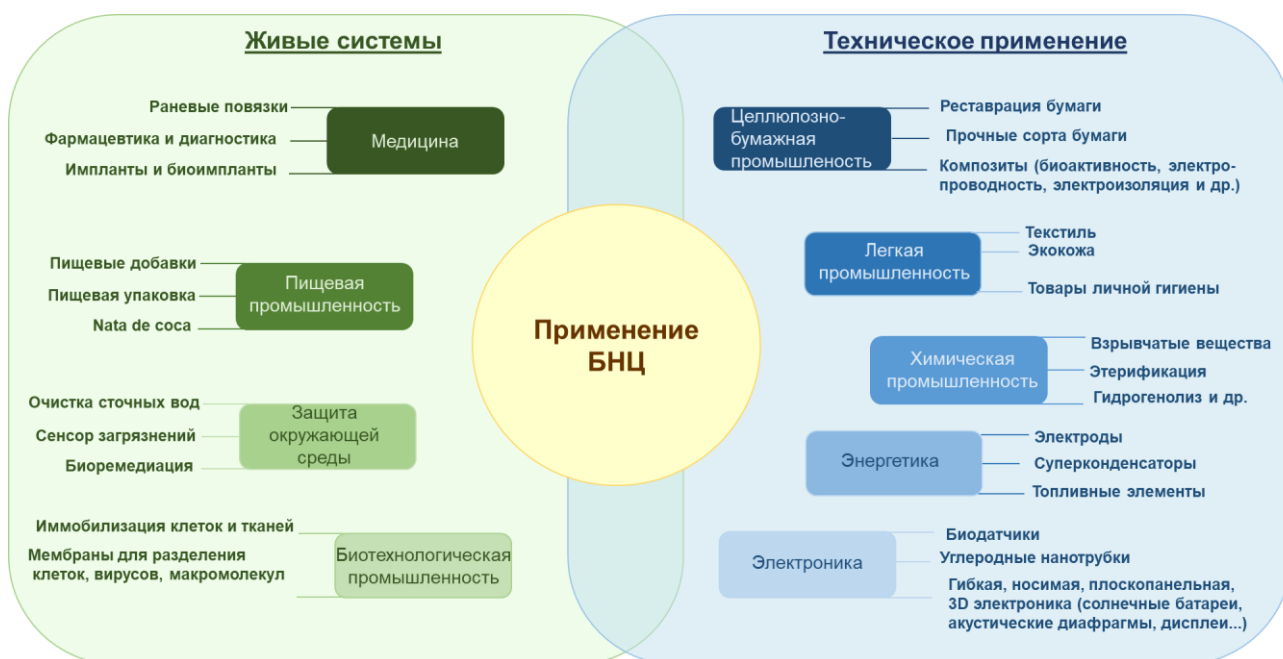 Живые системы
Раневые повязки
Фармацевтика и диагностика
Импланты и биоимпланты
Медицина
Пищевые добавки
Пищевая упаковка
Nata de coca
Пищевая
промышленность
Очистка сточных вод
Сенсор загрязнений
Биоремедиация
Защита
окружающей
среды
Иммобилизация клеток и тканей
Мембраны для разделения
клеток, вирусов, макромолекул
Биотехнологическая
промышленность
Применение
БНЦ
Техническое применение
Целлюлозно-
бумажная
промышленость
Реставрация бумаги
Прочные сорта бумаги
Композиты (биоактивность, электро-
проводность, электроизоляция и др.)
Легкая
промышленность
Текстиль
Экокожа
Товары личной гигиены
Химическая
промышленность
Взрывчатые вещества
Этерификация
Гидрогенолиз и др.
Энергетика
Электроды
Суперконденсаторы
Топливные элементы
Электроника
Биодатчики
Углеродные нанотрубки
Гибкая, носимая, плоскопанельная,
3D электроника (солнечные батареи,
акустические диафрагмы, дисплеи...)